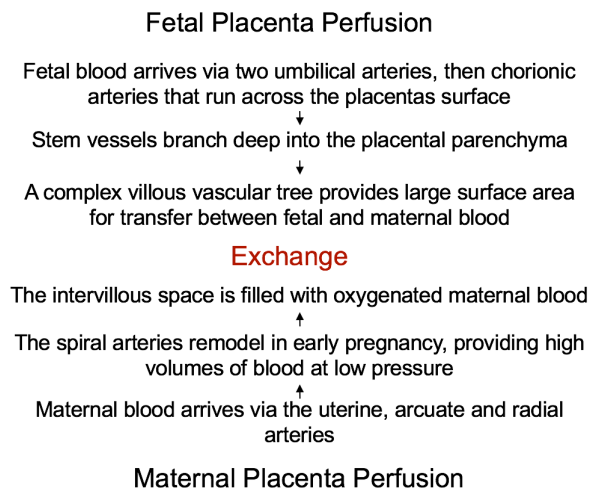 Fetal Placenta Perfusion
Fetal blood arrives via two umbilical arteries, then chorionic
arteries that run across the placentas surface
Stem vessels branch deep into the placental parenchyma
A complex villous vascular tree provides large surface area
for transfer between fetal and maternal blood
Exchange
The intervillous space is filled with oxygenated maternal blood
The spiral arteries remodel in early pregnancy, providing high
volumes of blood at low pressure
Maternal blood arrives via the uterine, arcuate and radial
arteries
Maternal Placenta Perfusion